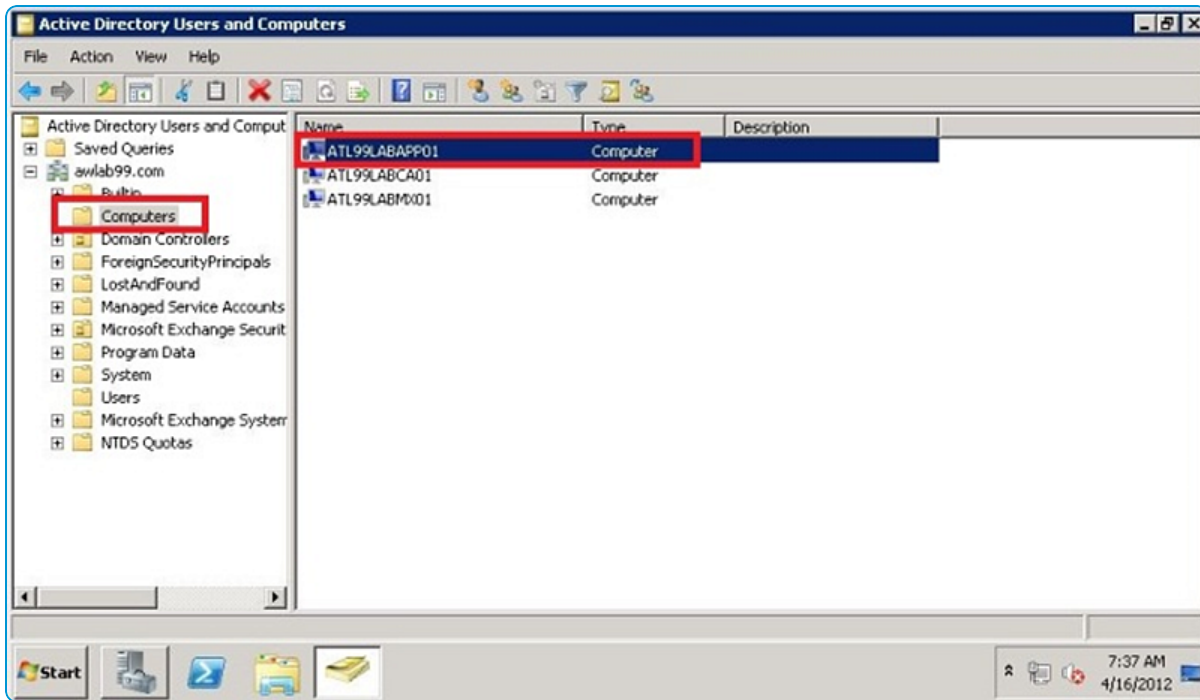 Active Directory Users and Computers
File Action View Help
Active Directory Users and Comput
Saved Queries
awlab99.com
Builtin
Computers
Domain Controllers
ForeignSecurityPrincipals
LostAndFound
Managed Service Accounts
Microsoft Exchange Securit
Program Data
System
Users
Microsoft Exchange System
NTDS Quotas
Name Type Description
ATL99LABAPP01 Computer
ATL99LABCA01 Computer
ATL99LABMX01 Computer
Start
7:37 AM
4/16/2012